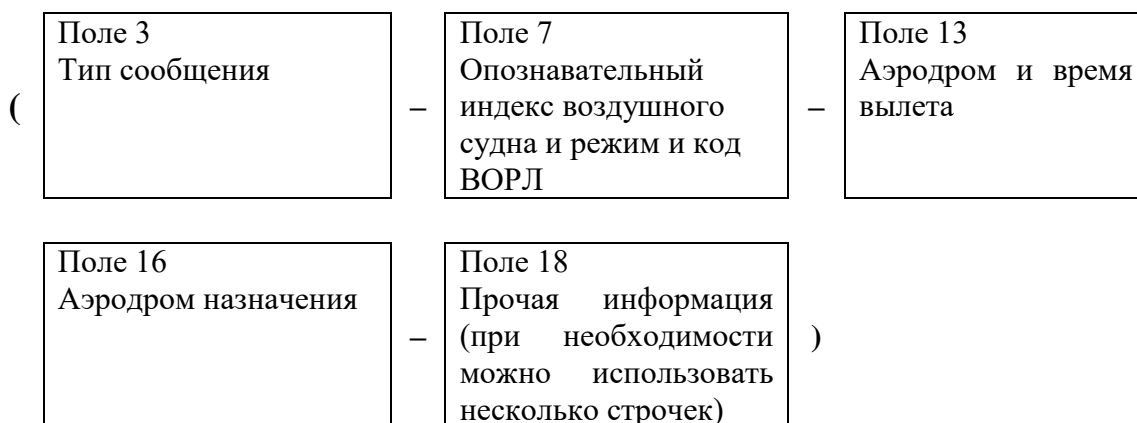 Поле 3
Тип сообщения
(
–
Поле 7
Опознавательный
индекс воздушного
судна и режим и код
ВОРЛ
–
Поле 13
Аэродром и время
вылета
Поле 16
Аэродром назначения
–
Поле 18
Прочая информация
(при необходимости
можно использовать
несколько строчек)
)